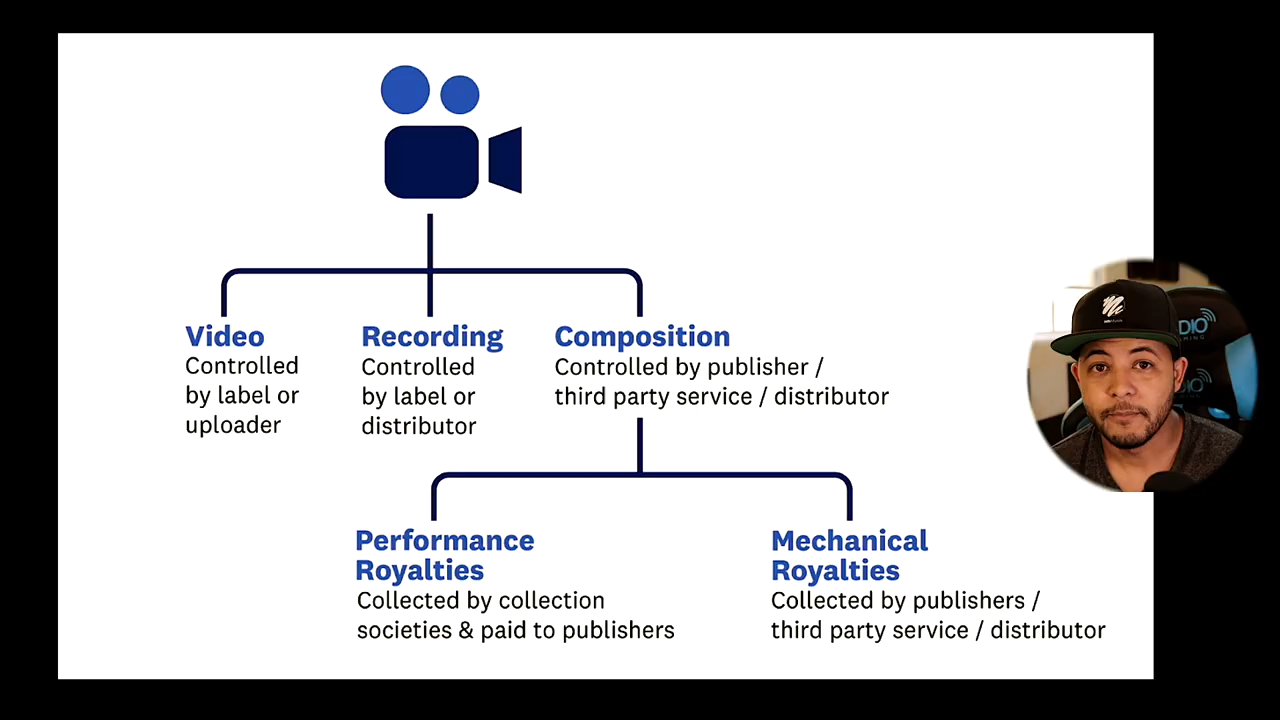 Video
Controlled
by label or
uploader
Recording
Controlled
by label or
distributor
Composition
Controlled by publisher /
third party service / distributor
Performance
Royalties
Collected by collection
societies & paid to publishers
Mechanical
Royalties
Collected by publishers /
third party service / distributor
DIO